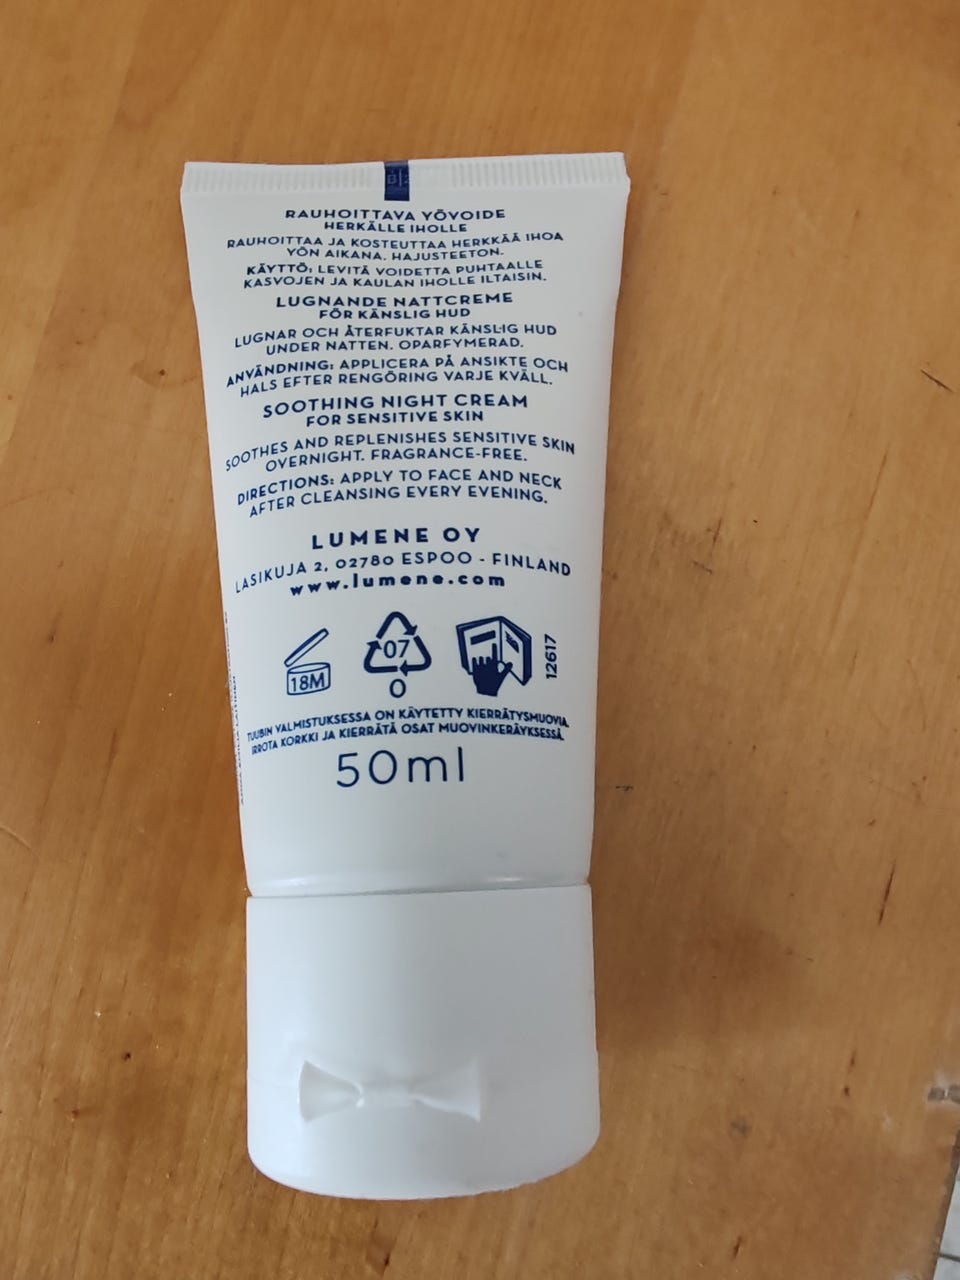 RAUHOITTAVA YÖVOIDE
HERKÄLLE IHOLLE
RAUHOITTAA JA KOSTEUTTAA HERKKÄÄ IHOA
YÖN AIKANA. HAJUSTEETON.
KÄYTTÖ: LEVITÄ VOIDETTA PUHTAALLE
KASVOJEN JA KAULAN IHOLLE ILTAISIN.
LUGNANDE NATTCREME
FÖR KÄNSLIG HUD
LUGNAR OCH ÅTERFUKTAR KÄNSLIG HUD
UNDER NATTEN. OPARFYMERAD.
ANVÄNDNING: APPLICERA PÅ ANSIKTE OCH
HALS EFTER RENGÖRING VARJE KVÄLL.
SOOTHING NIGHT CREAM
FOR SENSITIVE SKIN
SOOTHES AND REPLENISHES SENSITIVE SKIN
OVERNIGHT. FRAGRANCE-FREE.
DIRECTIONS: APPLY TO FACE AND NECK
AFTER CLEANSING EVERY EVENING.
LUMENE OY
LASIKUJA 2, 02780 ESPOO - FINLAND
www.lumene.com
18M
07
O
12617
TUUBIN VALMISTUKSESSA ON KÄYTETTY KIERRÄTYSMUOVIA.
IRROTA KORKKI JA KIERRÄTÄ OSAT MUOVINKERÄYKSESSÄ.
50ml